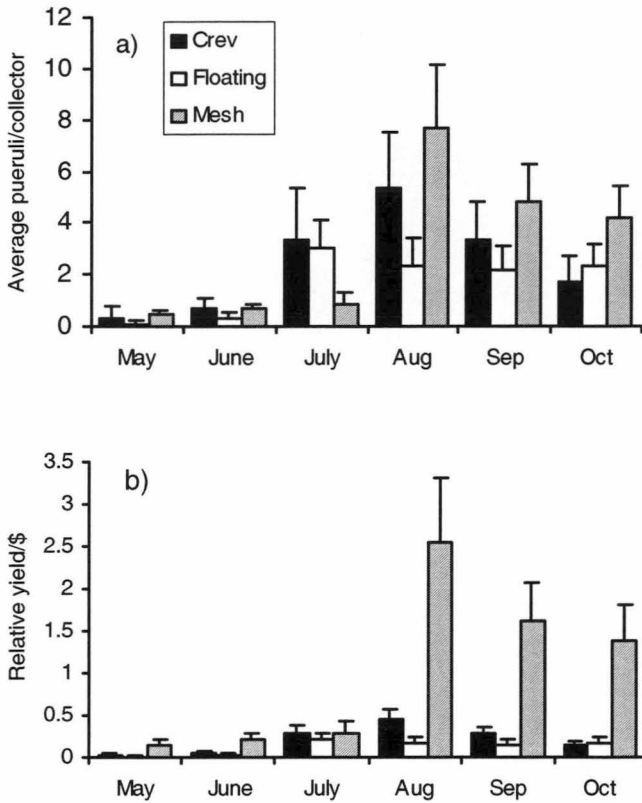 a)
Crev
Floating
Mesh
Average pueruli/collector
12
10
8
6
4
2
0
May June July Aug Sep Oct
b)
Relative yield/$
3.5
3
2.5
2
1.5
1
0.5
0
May June July Aug Sep Oct